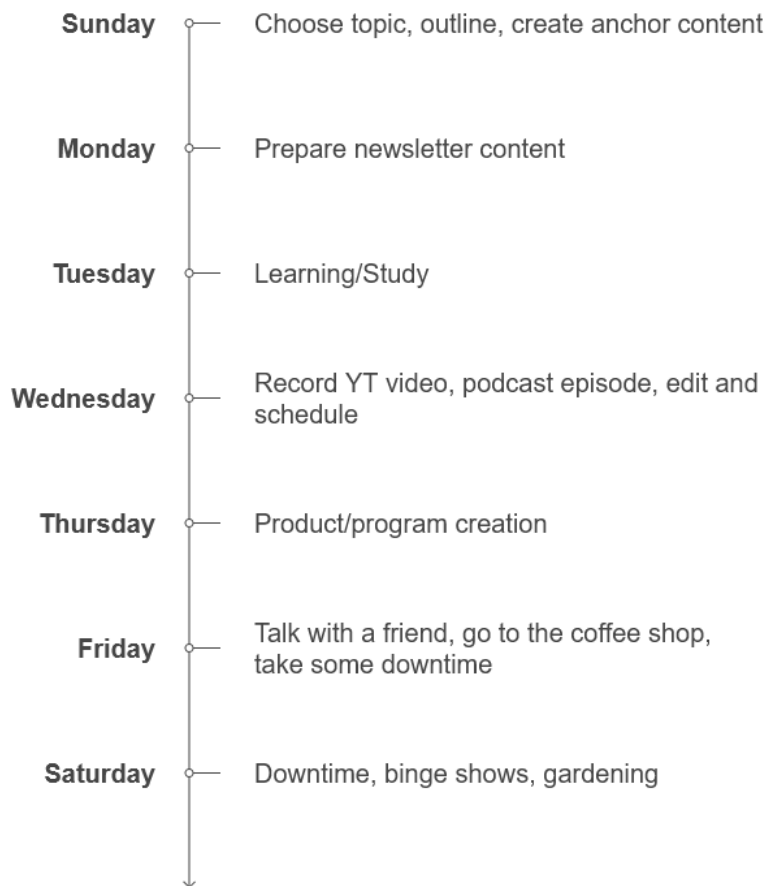 Sunday
Choose topic, outline, create anchor content
Monday
Prepare newsletter content
Tuesday
Learning/Study
Wednesday
Record YT video, podcast episode, edit and
schedule
Thursday
Product/program creation
Friday
Talk with a friend, go to the coffee shop,
take some downtime
Saturday
Downtime, binge shows, gardening